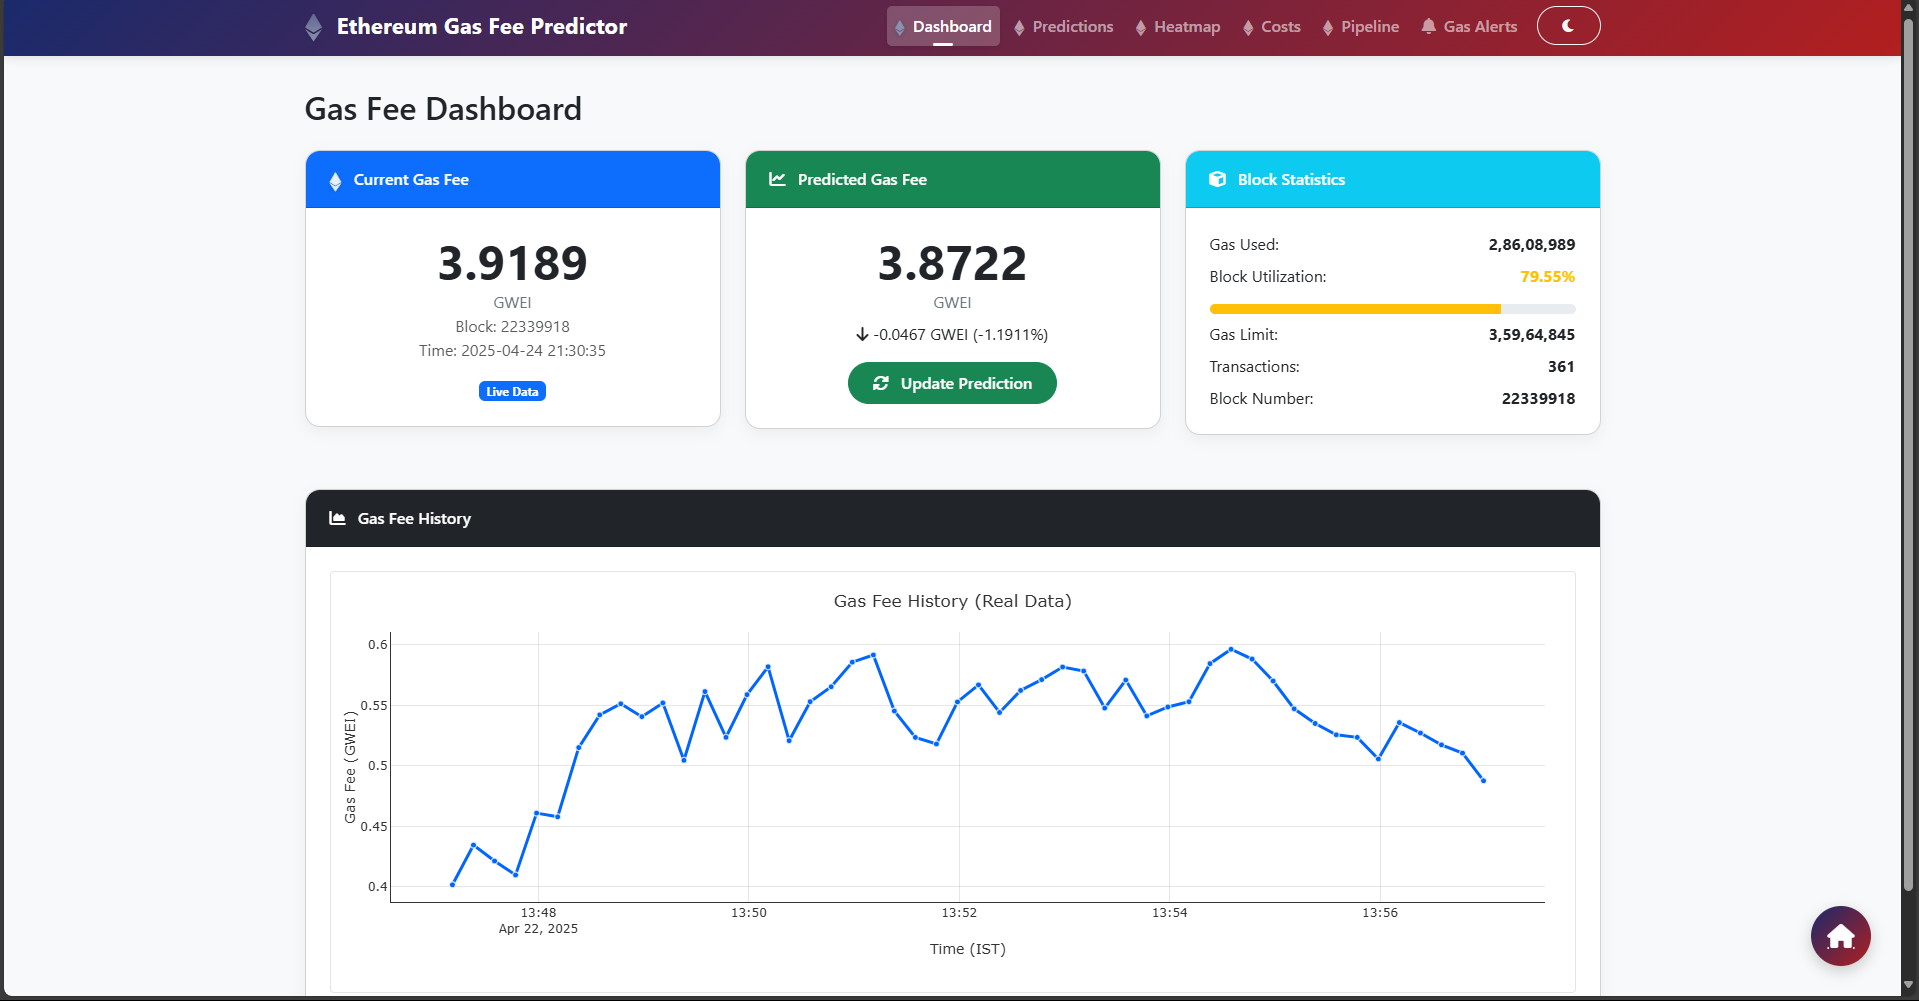 Ethereum Gas Fee Predictor
Dashboard
Predictions
Heatmap
Costs
Pipeline
Gas Alerts
Gas Fee Dashboard
Current Gas Fee
3.9189
GWEI
Block: 22339918
Time: 2025-04-24 21:30:35
Live Data
Predicted Gas Fee
3.8722
GWEI
-0.0467 GWEI (-1.1911%)
Update Prediction
Block Statistics
Gas Used: 2,86,08,989
Block Utilization: 79.55%
Gas Limit: 3,59,64,845
Transactions: 361
Block Number: 22339918
Gas Fee History
Gas Fee History (Real Data)
Gas Fee (GWEI)
0.6
0.55
0.5
0.45
0.4
13:48 13:50 13:52 13:54 13:56
Apr 22, 2025
Time (IST)